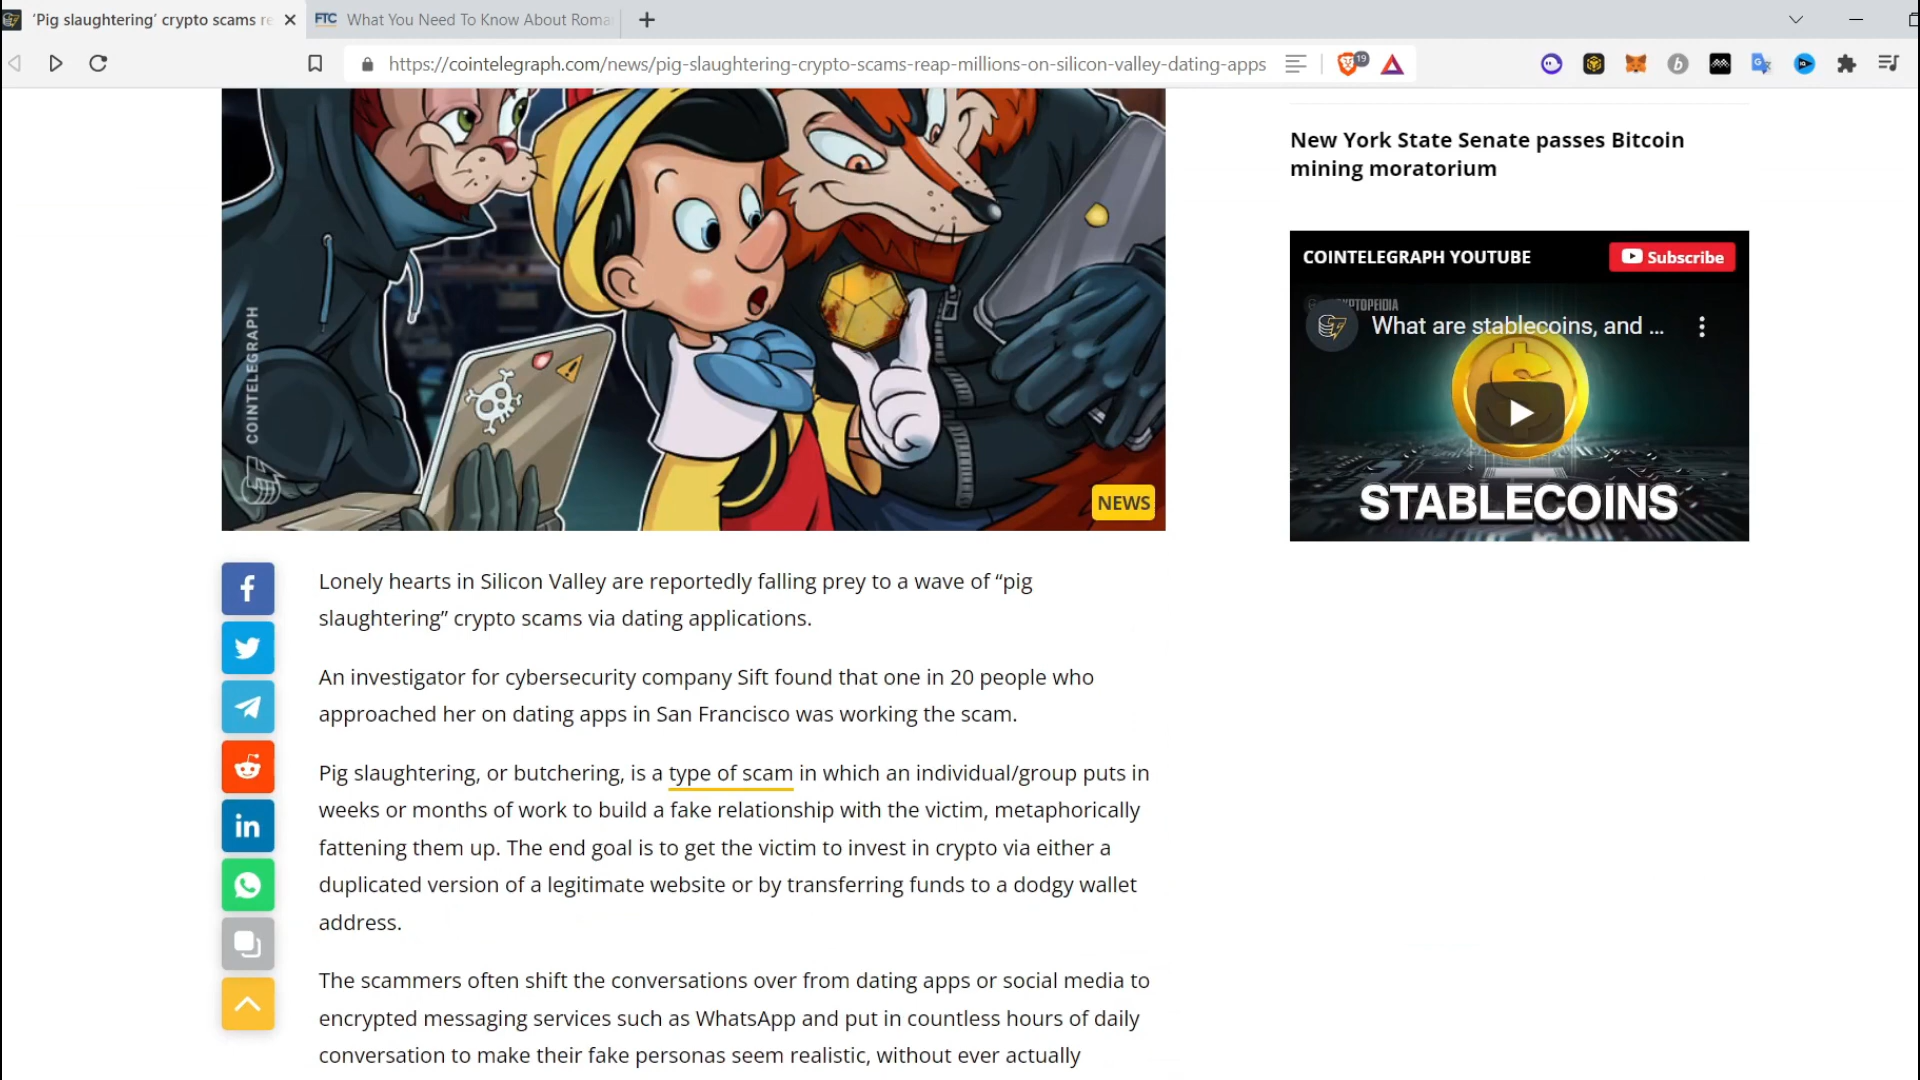 'Pig slaughtering' crypto scams re
FTC What You Need To Know About Roma
https://cointelegraph.com/news/pig-slaughtering-crypto-scams-reap-millions-on-silicon-valley-dating-apps
19
COINTELEGRAPH
NEWS
New York State Senate passes Bitcoin
mining moratorium
COINTELEGRAPH YOUTUBE
Subscribe
What are stablecoins, and ...
STABLECOINS
Lonely hearts in Silicon Valley are reportedly falling prey to a wave of “pig
slaughtering” crypto scams via dating applications.
An investigator for cybersecurity company Sift found that one in 20 people who
approached her on dating apps in San Francisco was working the scam.
Pig slaughtering, or butchering, is a type of scam in which an individual/group puts in
weeks or months of work to build a fake relationship with the victim, metaphorically
fattening them up. The end goal is to get the victim to invest in crypto via either a
duplicated version of a legitimate website or by transferring funds to a dodgy wallet
address.
The scammers often shift the conversations over from dating apps or social media to
encrypted messaging services such as WhatsApp and put in countless hours of daily
conversation to make their fake personas seem realistic, without ever actually